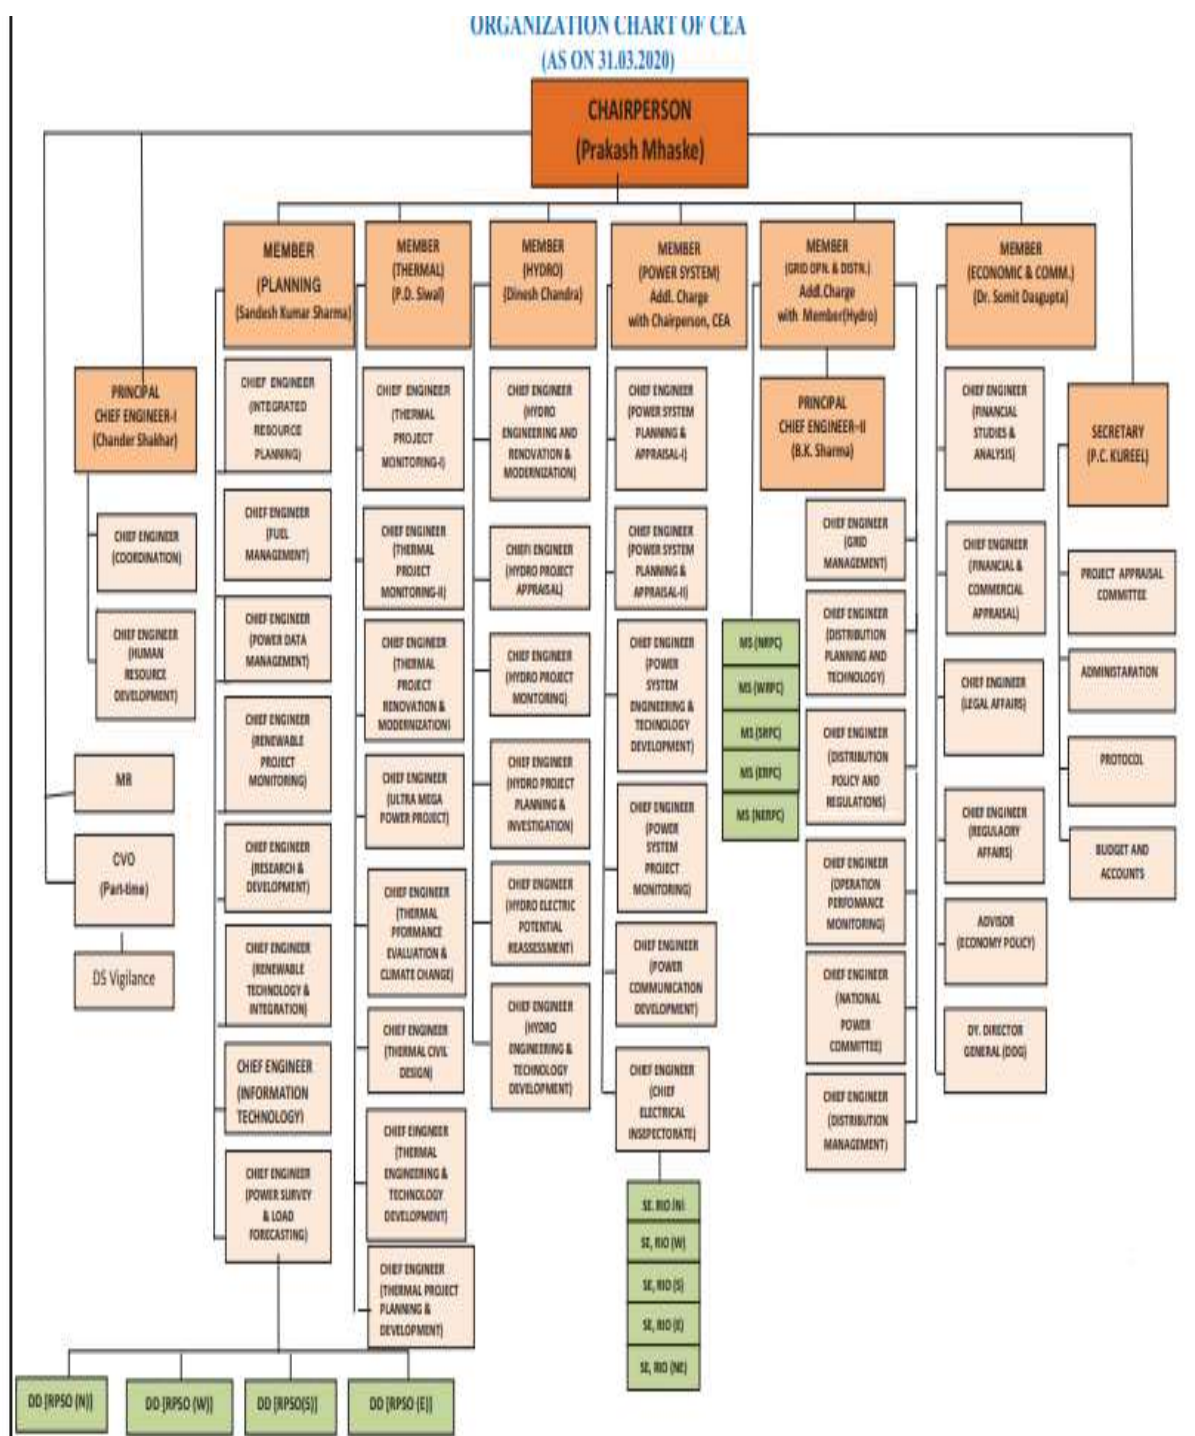 ORGANIZATION CHART OF CEA
(AS ON 31.03.2020)
CHAIRPERSON
(Prakash Mhaske)
MEMBER
(PLANNING
(Sandesh Kumar Sharma)
MEMBER
(THERMAL)
(P.D. Siwal)
MEMBER
(HYDRO)
(Dinesh Chandra)
MEMBER
(POWER SYSTEM)
Addl. Charge
with Chairperson, CEA
MEMBER
(GRID OPN. & DISTN.)
Addl.Charge
with Member(Hydro)
MEMBER
(ECONOMIC & COMM.)
(Dr. Somit Dasgupta)
PRINCIPAL
CHIEF ENGINEER-I
(Chander Shakhar)
CHIEF ENGINEER
(COORDINATION)
CHIEF ENGINEER
(HUMAN
RESOURCE
DEVELOPMENT)
MR
CVO
(Part-time)
DS Vigilance
CHIEF ENGINEER
(INTEGRATED
RESOURCE
PLANNING)
CHIEF ENGINEER
(FUEL
MANAGEMENT)
CHIEF ENGINEER
(POWER DATA
MANAGEMENT)
CHIEF ENGINEER
(RENEWABLE
PROJECT
MONITORING)
CHIEF ENGINEER
(RESEARCH &
DEVELOPMENT)
CHIEF ENGINEER
(RENEWABLE
TECHNOLOGY &
INTEGRATION)
CHIEF ENGINEER
(INFORMATION
TECHNOLOGY)
CHIEF ENGINEER
(POWER SURVEY
& LOAD
FORECASTING)
DD [RPSO (N)]
DD [RPSO (W)]
DD [RPSO(S)]
DD [RPSO (E)]
CHIEF ENGINEER
(THERMAL
PROJECT
MONITORING-I)
CHIEF ENGINEER
(THERMAL
PROJECT
MONITORING-II)
CHIEF ENGINEER
(THERMAL
PROJECT
RENOVATION &
MODERNIZATION)
CHIEF ENGINEER
(ULTRA MEGA
POWER PROJECT)
CHIEF ENGINEER
(THERMAL
PFORMANCE
EVALUATION &
CLIMATE CHANGE)
CHIEF ENGINEER
(THERMAL CIVIL
DESIGN)
CHIEF EINGINEER
(THERMAL
ENGINEERING &
TECHNOLOGY
DEVELOPMENT)
CHIEF ENGINEER
(THERMAL PROJECT
PLANNING &
DEVELOPMENT)
CHIEF ENGINEER
(HYDRO
ENGINEERING AND
RENOVATION &
MODERNIZATION)
CHIEFI ENGINEER
(HYDRO PROJECT
APPRAISAL)
CHIEF ENGINEER
(HYDRO PROJECT
MONTORING)
CHIEF ENGINEER
(HYDRO PROJECT
PLANNING &
INVESTIGATION)
CHIEF ENGINEER
(HYDRO ELECTRIC
POTENTIAL
REASSESSMENT)
CHIEF ENGINEER
(HYDRO
ENGINEERING &
TECHNOLOGY
DEVELOPMENT)
CHIEF ENGINEER
(POWER SYSTEM
PLANNING &
APPRAISAL-I)
CHIEF ENGINEER
(POWER SYSTEM
PLANNING &
APPRAISAL-II)
CHIEF ENGINEER
(POWER
SYSTEM
ENGINEERING &
TECHNOLOGY
DEVELOPMENT)
CHIEF ENGINEER
(POWER
SYSTEM
PROJECT
MONITORING)
CHIEF ENGINEER
(POWER
COMMUNICATION
DEVELOPMENT)
CHIEF ENGINEER
(CHIEF
ELECTRICAL
INSEPECTORATE)
SE. RIO (N)
SE, RIO (W)
SE, RIO (S)
SE, RIO (E)
SE, RIO (NE)
PRINCIPAL
CHIEF ENGINEER-II
(B.K. Sharma)
MS (NRPC)
MS (WRPC)
MS (SRPC)
MS (ERPC)
MS (NERPC)
CHIEF ENGINEER
(GRID
MANAGEMENT)
CHIEF ENGINEER
(DISTRIBUTION
PLANNING AND
TECHNOLOGY)
CHIEF ENGINEER
(DISTRIBUTION
POLICY AND
REGULATIONS)
CHIEF ENGINEER
(OPERATION
PERFOMANCE
MONITORING)
CHIEF ENGINEER
(NATIONAL
POWER
COMMITTEE)
CHIEF ENGINEER
(DISTRIBUTION
MANAGEMENT)
CHIEF ENGINEER
(FINANCIAL
STUDIES &
ANALYSIS)
CHIEF ENGINEER
(FINANCIAL &
COMMERCIAL
APPRAISAL)
CHIEF ENGINEER
(LEGAL AFFAIRS)
CHIEF ENGINEER
(REGULAORY
AFFAIRS)
ADVISOR
(ECONOMY POLICY)
DY. DIRECTOR
GENERAL (DDG)
SECRETARY
(P.C. KUREEL)
PROJECT APPRAISAL
COMMITTEE
ADMINISTARATION
PROTOCOL
BUDGET AND
ACCOUNTS